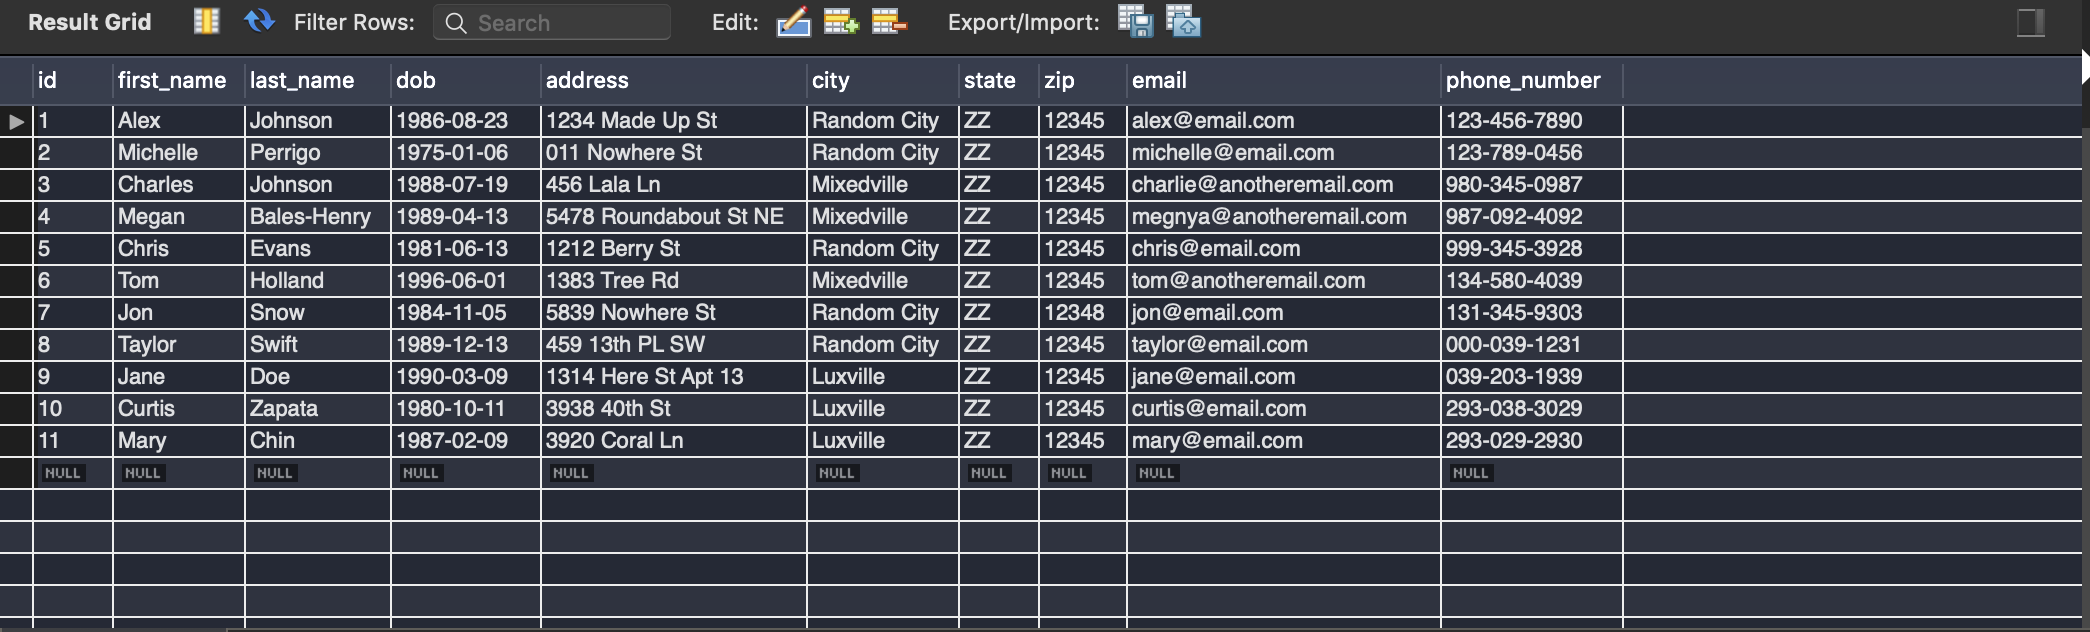 Result Grid Filter Rows: Search Edit: Export/Import:
id first_name last_name dob address city state zip email phone_number
1 Alex Johnson 1986-08-23 1234 Made Up St Random City ZZ 12345 alex@email.com 123-456-7890
2 Michelle Perrigo 1975-01-06 011 Nowhere St Random City ZZ 12345 michelle@email.com 123-789-0456
3 Charles Johnson 1988-07-19 456 Lala Ln Mixedville ZZ 12345 charlie@anotheremail.com 980-345-0987
4 Megan Bales-Henry 1989-04-13 5478 Roundabout St NE Mixedville ZZ 12345 megnya@anotheremail.com 987-092-4092
5 Chris Evans 1981-06-13 1212 Berry St Random City ZZ 12345 chris@email.com 999-345-3928
6 Tom Holland 1996-06-01 1383 Tree Rd Mixedville ZZ 12345 tom@anotheremail.com 134-580-4039
7 Jon Snow 1984-11-05 5839 Nowhere St Random City ZZ 12348 jon@email.com 131-345-9303
8 Taylor Swift 1989-12-13 459 13th PL SW Random City ZZ 12345 taylor@email.com 000-039-1231
9 Jane Doe 1990-03-09 1314 Here St Apt 13 Luxville ZZ 12345 jane@email.com 039-203-1939
10 Curtis Zapata 1980-10-11 3938 40th St Luxville ZZ 12345 curtis@email.com 293-038-3029
11 Mary Chin 1987-02-09 3920 Coral Ln Luxville ZZ 12345 mary@email.com 293-029-2930
NULL NULL NULL NULL NULL NULL NULL NULL NULL NULL